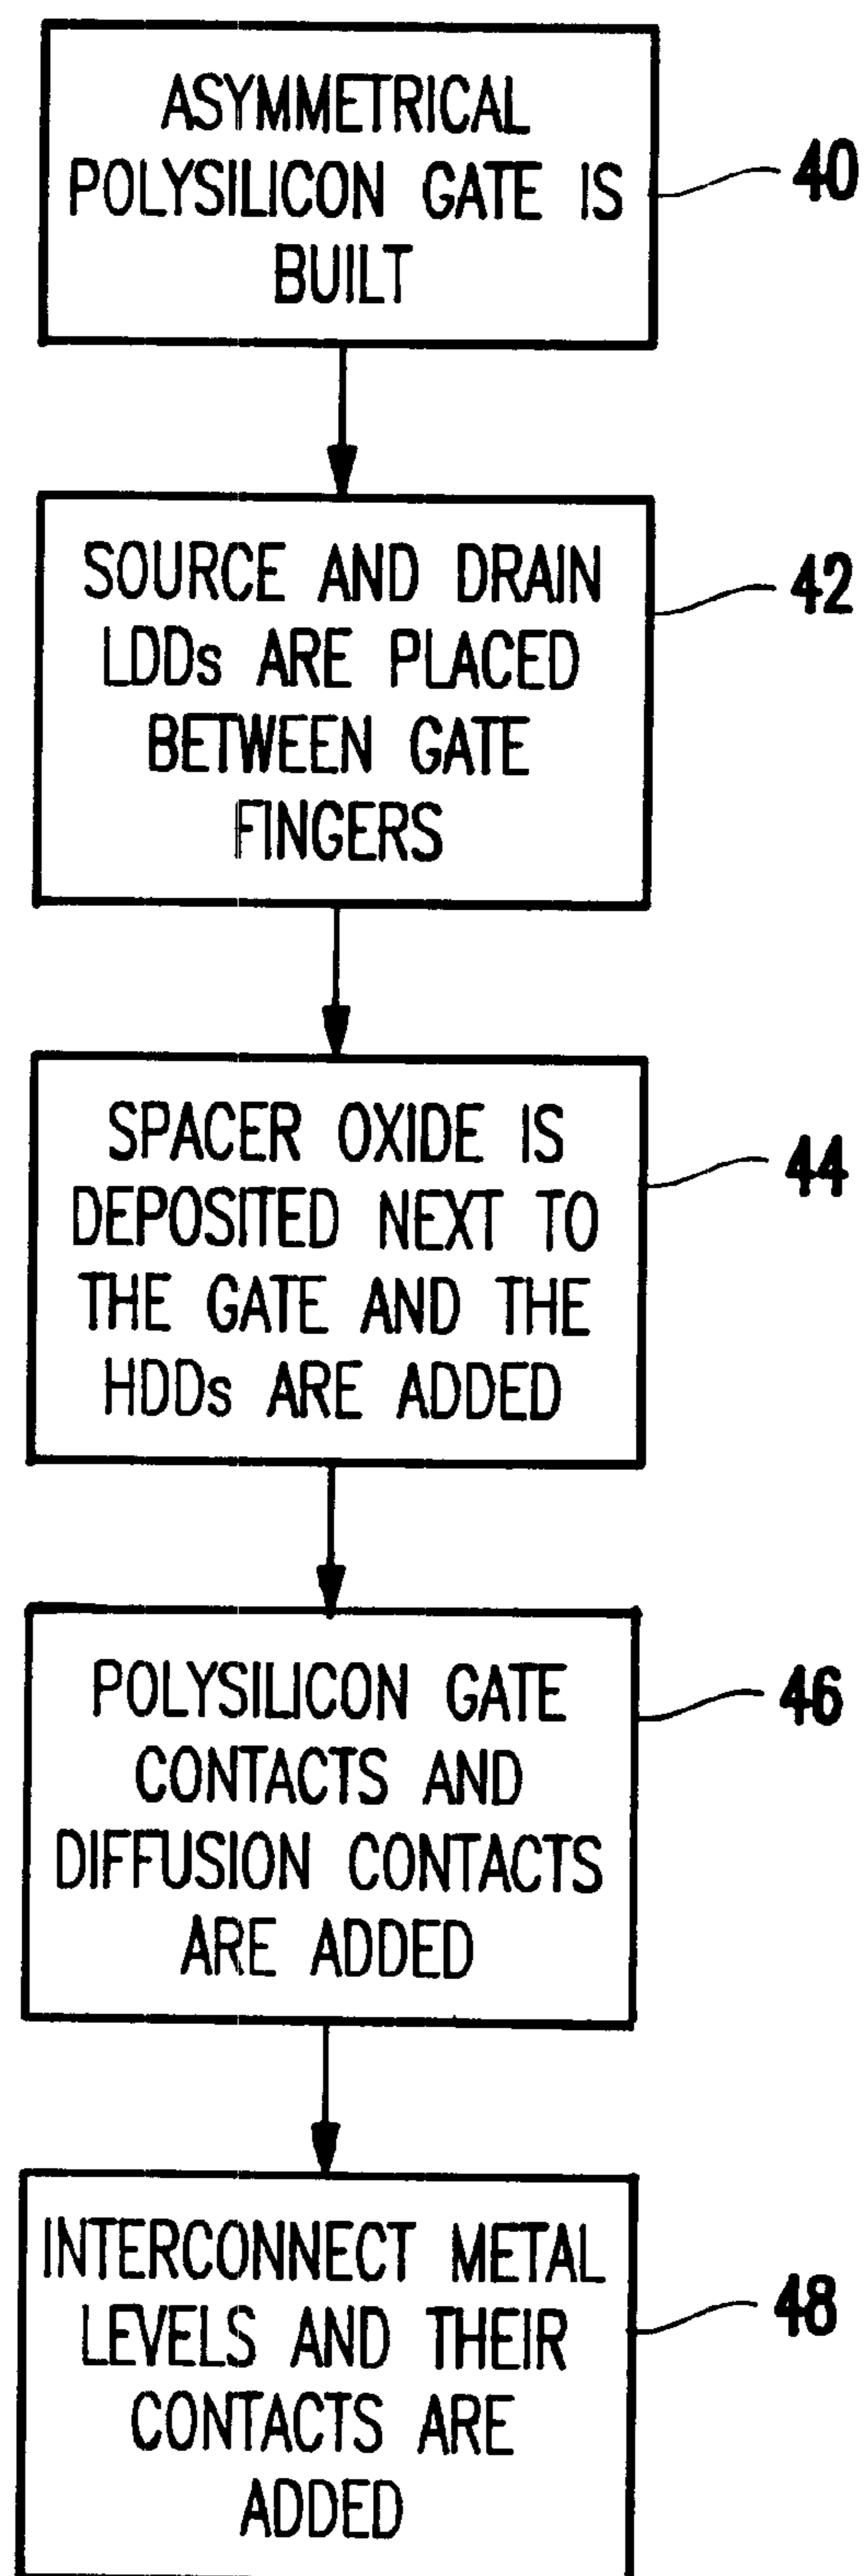 ASYMMETRICAL
POLYSILICON GATE IS
BUILT
40
SOURCE AND DRAIN
LDDs ARE PLACED
BETWEEN GATE
FINGERS
42
SPACER OXIDE IS
DEPOSITED NEXT TO
THE GATE AND THE
HDDs ARE ADDED
44
POLYSILICON GATE
CONTACTS AND
DIFFUSION CONTACTS
ARE ADDED
46
INTERCONNECT METAL
LEVELS AND THEIR
CONTACTS ARE
ADDED
48